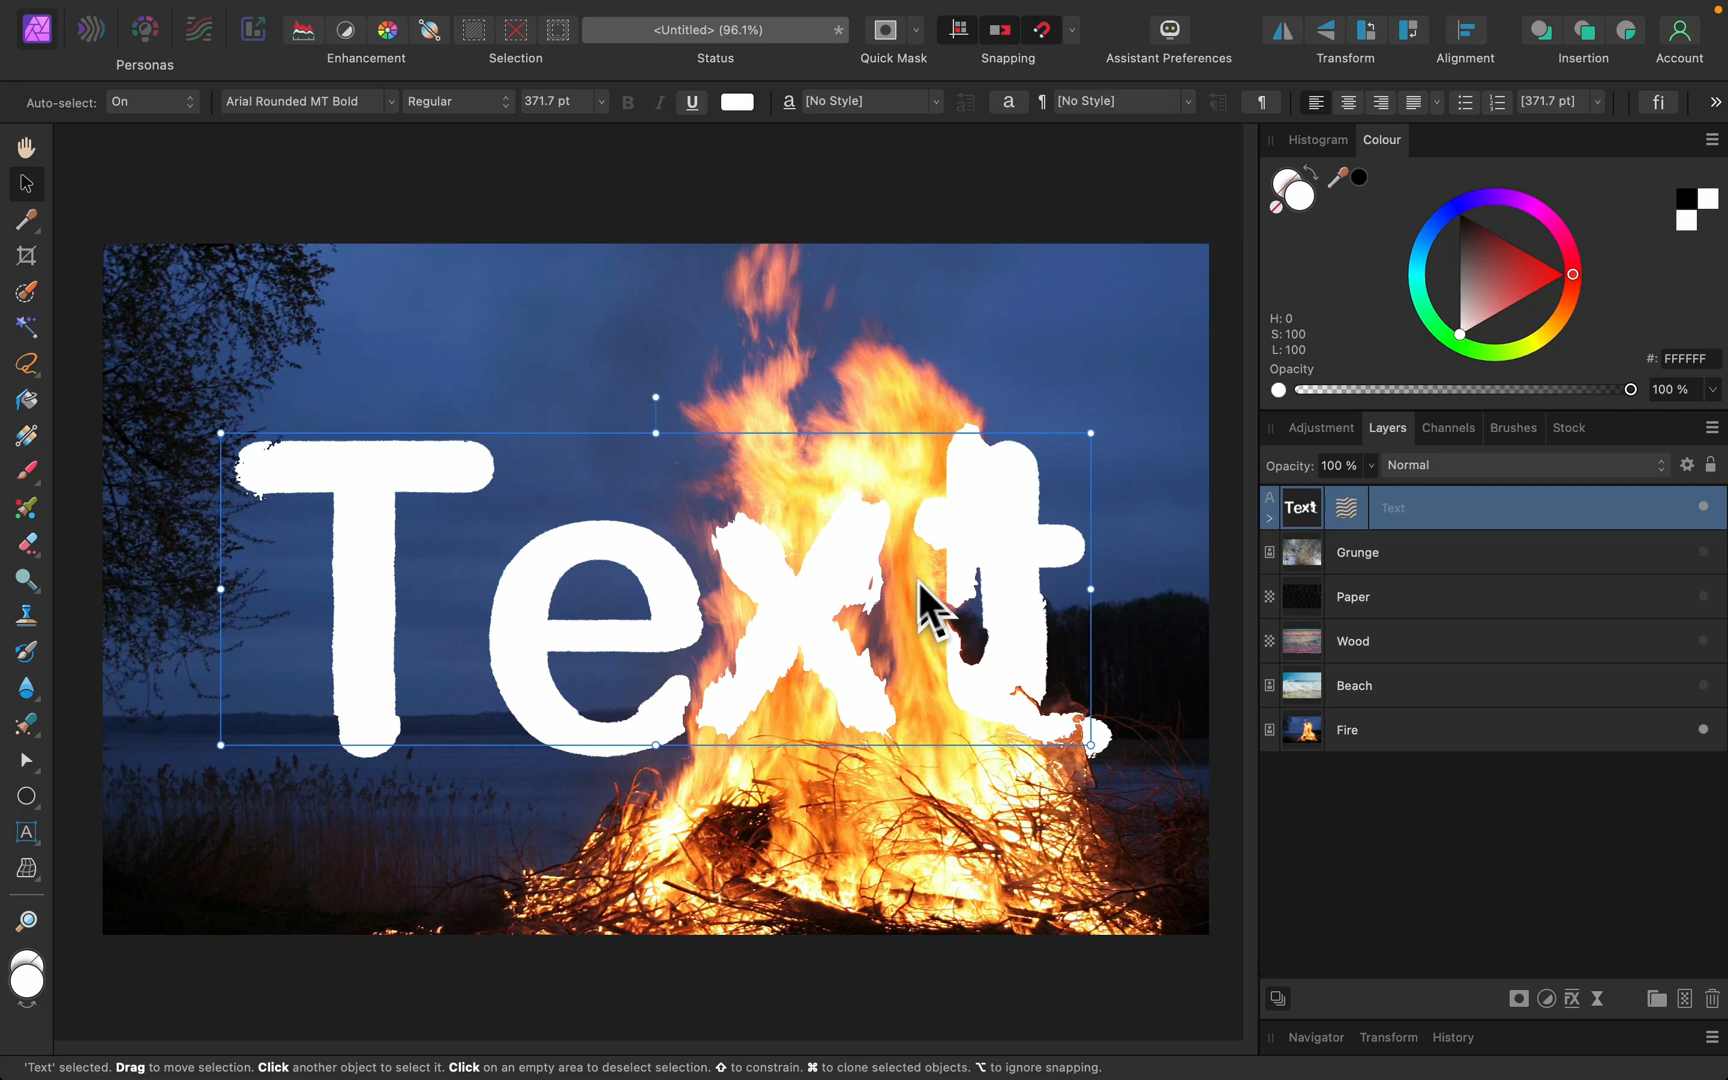 <Untitled> (96.1%)
*
Personas
Enhancement
Selection
Status
Quick Mask
Snapping
Assistant Preferences
Transform
Alignment
Insertion
Account
Auto-select:
On
Arial Rounded MT Bold
Regular
371.7 pt
B
I
U
a
[No Style]
a
¶
[No Style]
¶
[371.7 pt]
fi
»
Histogram
Colour
H: 0
S: 100
L: 100
#: FFFFFF
Opacity
100 %
Adjustment
Layers
Channels
Brushes
Stock
Opacity: 100 %
Normal
A
Text
Text
Grunge
Paper
Wood
Beach
Fire
Text
A
FX
Navigator
Transform
History
'Text' selected. Drag to move selection. Click another object to select it. Click on an empty area to deselect selection. ⇧ to constrain. ⌘ to clone selected objects. ⌥ to ignore snapping.